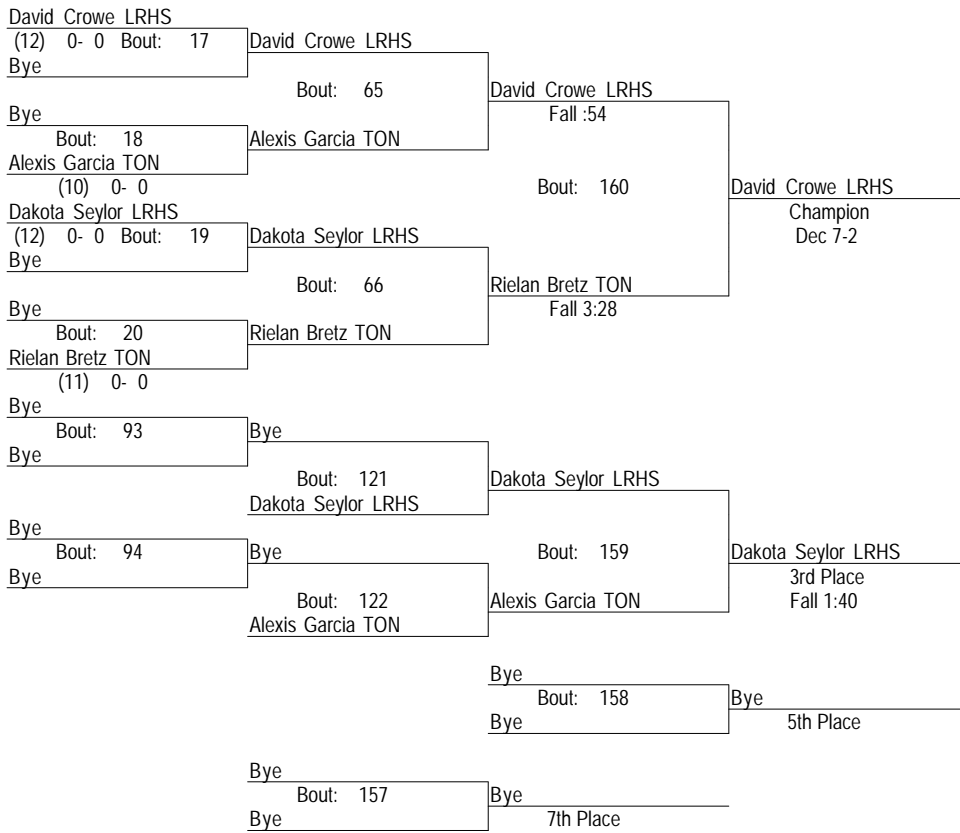 David Crowe LRHS
(12) 0- 0 Bout: 17 David Crowe LRHS
Bye
Bout: 65 David Crowe LRHS
Bye Fall :54
Bout: 18 Alexis Garcia TON
Alexis Garcia TON
(10) 0- 0 Bout: 160 David Crowe LRHS
Dakota Seylor LRHS Champion
(12) 0- 0 Bout: 19 Dakota Seylor LRHS Dec 7-2
Bye
Bout: 66 Rielan Bretz TON
Bye Fall 3:28
Bout: 20 Rielan Bretz TON
Rielan Bretz TON
(11) 0- 0
Bye
Bout: 93 Bye
Bye
Bout: 121 Dakota Seylor LRHS
Dakota Seylor LRHS
Bye
Bout: 94 Bye Bout: 159 Dakota Seylor LRHS
Bye 3rd Place
Bout: 122 Alexis Garcia TON Fall 1:40
Alexis Garcia TON
Bye
Bout: 158 Bye
Bye 5th Place
Bye
Bout: 157 Bye
Bye 7th Place